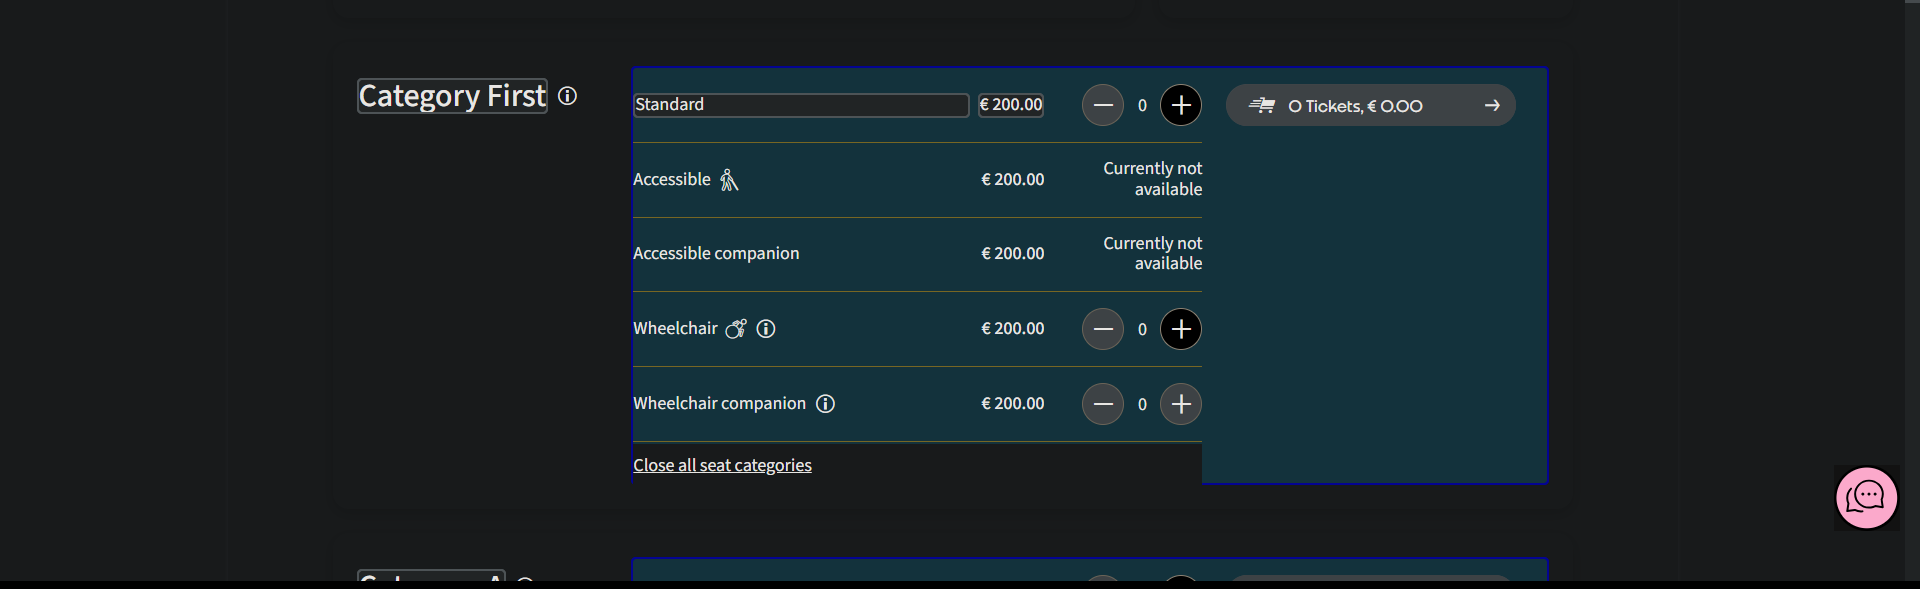 Category First
Standard € 200.00 0 0 Tickets, € 0.00
Accessible € 200.00 Currently not
available
Accessible companion € 200.00 Currently not
available
Wheelchair € 200.00 0
Wheelchair companion € 200.00 0
Close all seat categories